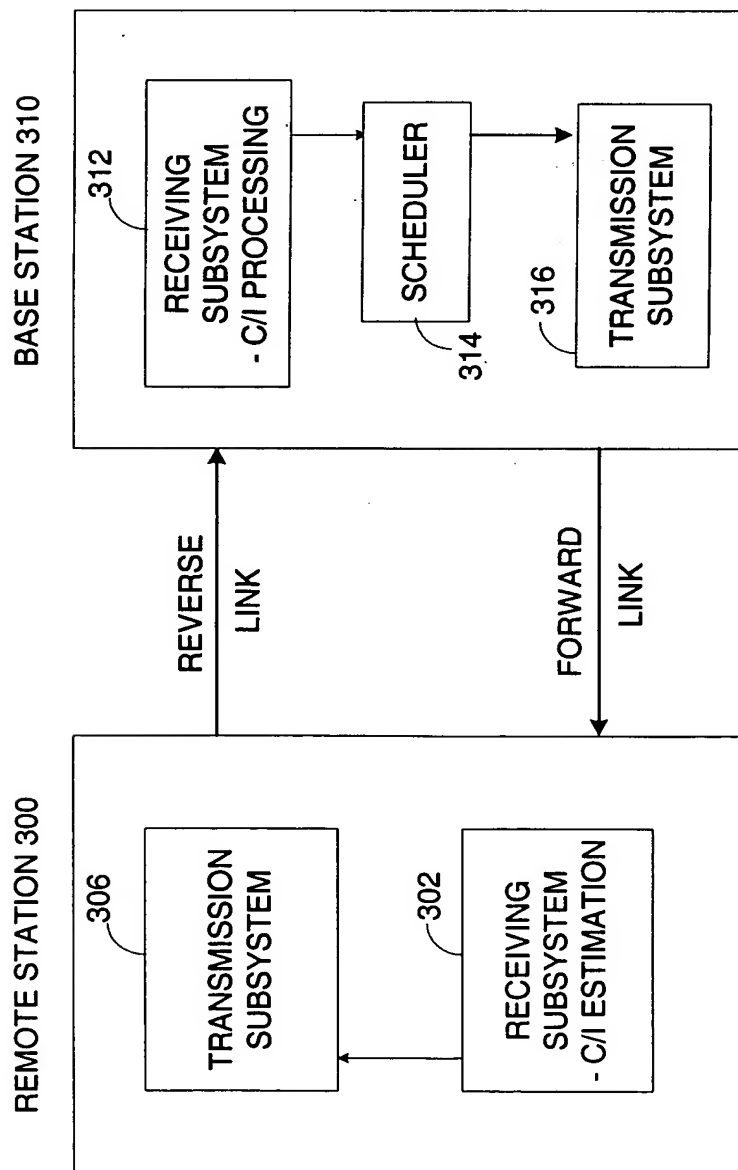 REMOTE STATION 300
306
TRANSMISSION
SUBSYSTEM
302
RECEIVING
SUBSYSTEM
- C/I ESTIMATION
REVERSE
LINK
FORWARD
LINK
BASE STATION 310
312
RECEIVING
SUBSYSTEM
- C/I PROCESSING
SCHEDULER
314
316
TRANSMISSION
SUBSYSTEM